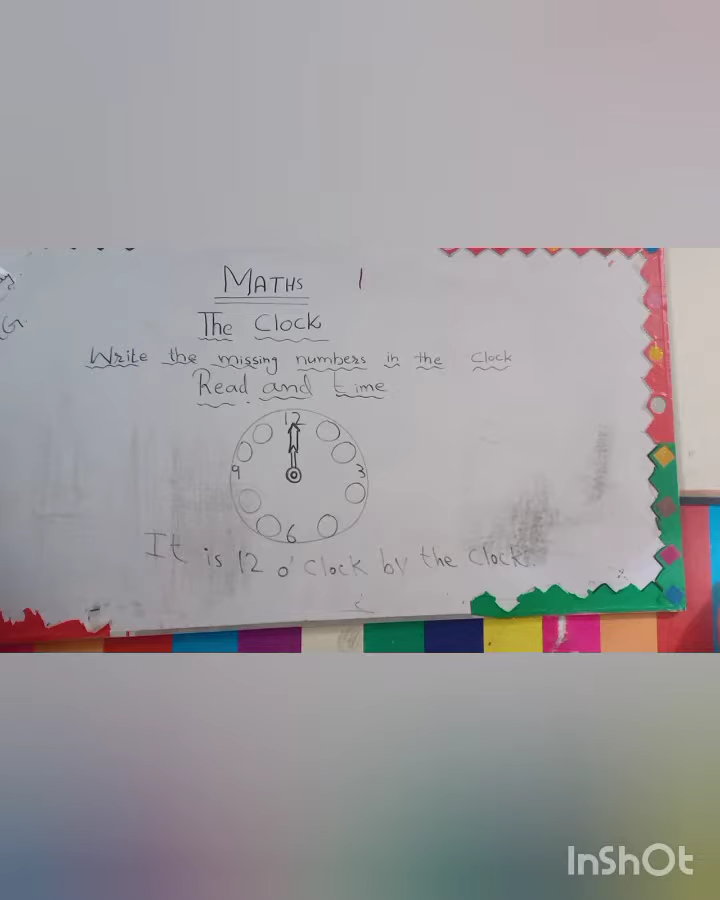 MATHS 1
The Clock
Write the missing numbers in the Clock
Read and time
12
9 3
6
It is 12 o'Clock by the Clock.
InShOt